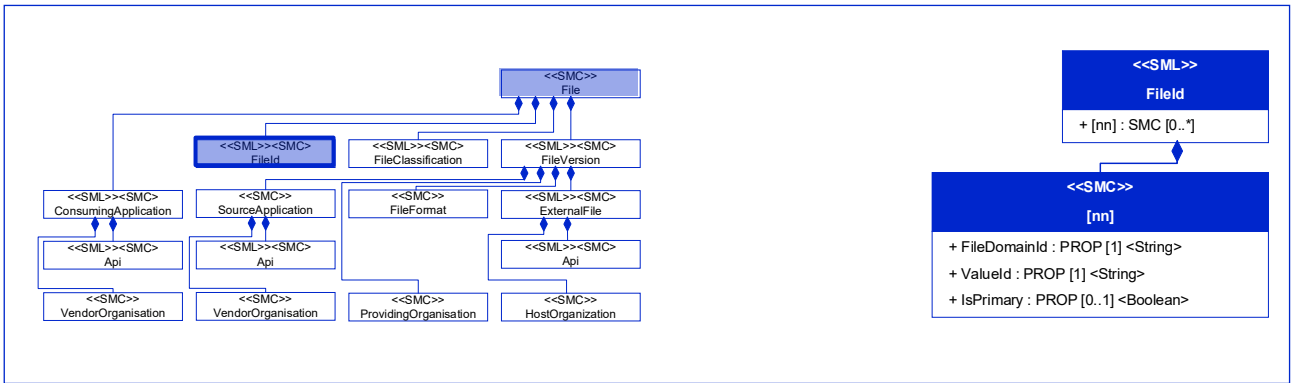 <<SMC>>
File
<<SML>><SMC>
FileId
<<SML>><SMC>
FileClassification
<<SML>><SMC>
FileVersion
<<SML>><SMC>
ConsumingApplication
<<SMC>>
SourceApplication
<<SMC>>
FileFormat
<<SML>><SMC>
ExternalFile
<<SML>><SMC>
Api
<<SML>><SMC>
Api
<<SML>><SMC>
Api
<<SMC>>
VendorOrganisation
<<SMC>>
VendorOrganisation
<<SMC>>
ProvidingOrganisation
<<SMC>>
HostOrganization
<<SML>>
FileId
+ [nn] : SMC [0..*]
<<SMC>>
[nn]
+ FileDomainId : PROP [1] <String>
+ ValueId : PROP [1] <String>
+ IsPrimary : PROP [0..1] <Boolean>